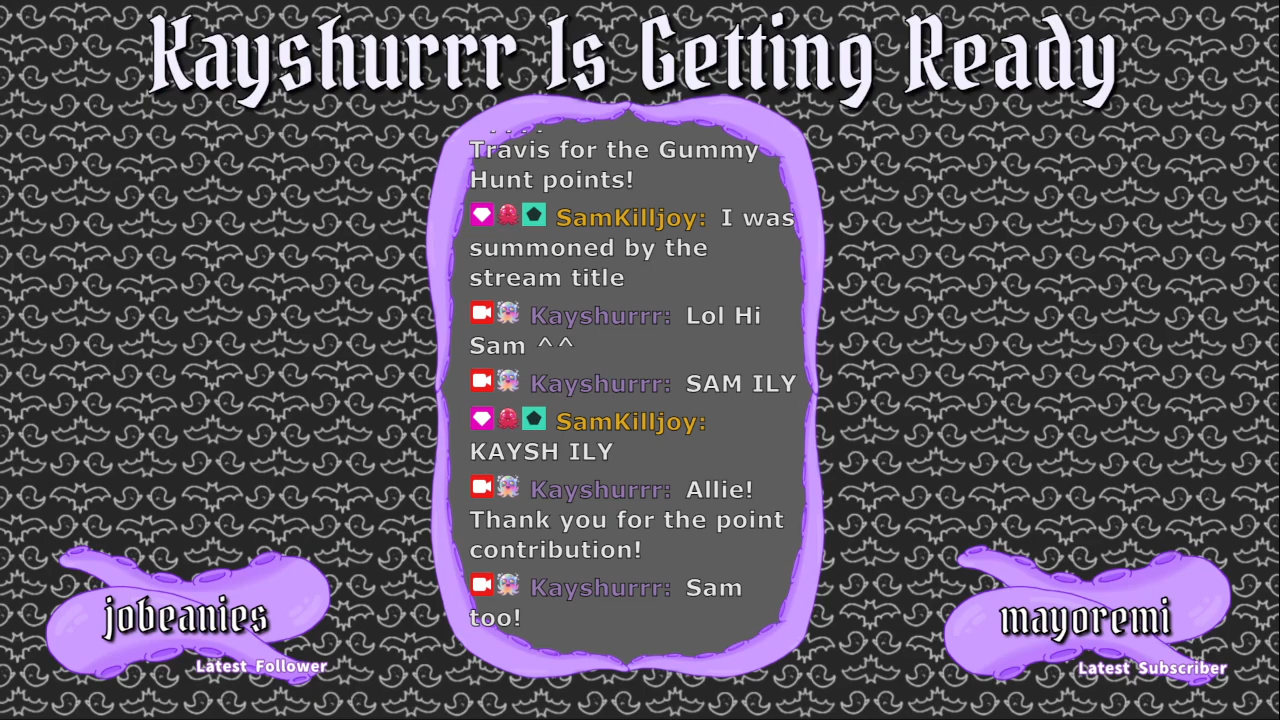 Kayshurrr Is Getting Ready
Travis for the Gummy
Hunt points!
SamKilljoy: I was
summoned by the
stream title
Kayshurrr: Lol Hi
Sam ^^
Kayshurrr: SAM ILY
SamKilljoy:
KAYSH ILY
Kayshurrr: Allie!
Thank you for the point
contribution!
Kayshurrr: Sam
too!
jobeanies
Latest Follower
mayoremi
Latest Subscriber